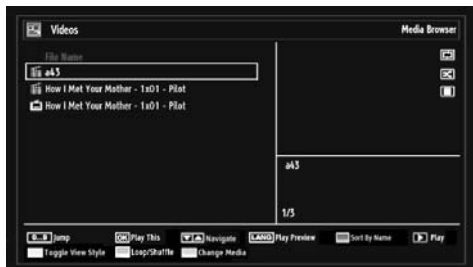 Videos
Media Browser
File Name
a43
How I Met Your Mother - 1x01 - Pilot
How I Met Your Mother - 1x01 - Pilot
a43
1/3
0...9 Jump OK Play This Navigate LANG Play Preview Sort By Name Play
Toggle View Style Loop/Shuffle Change Media